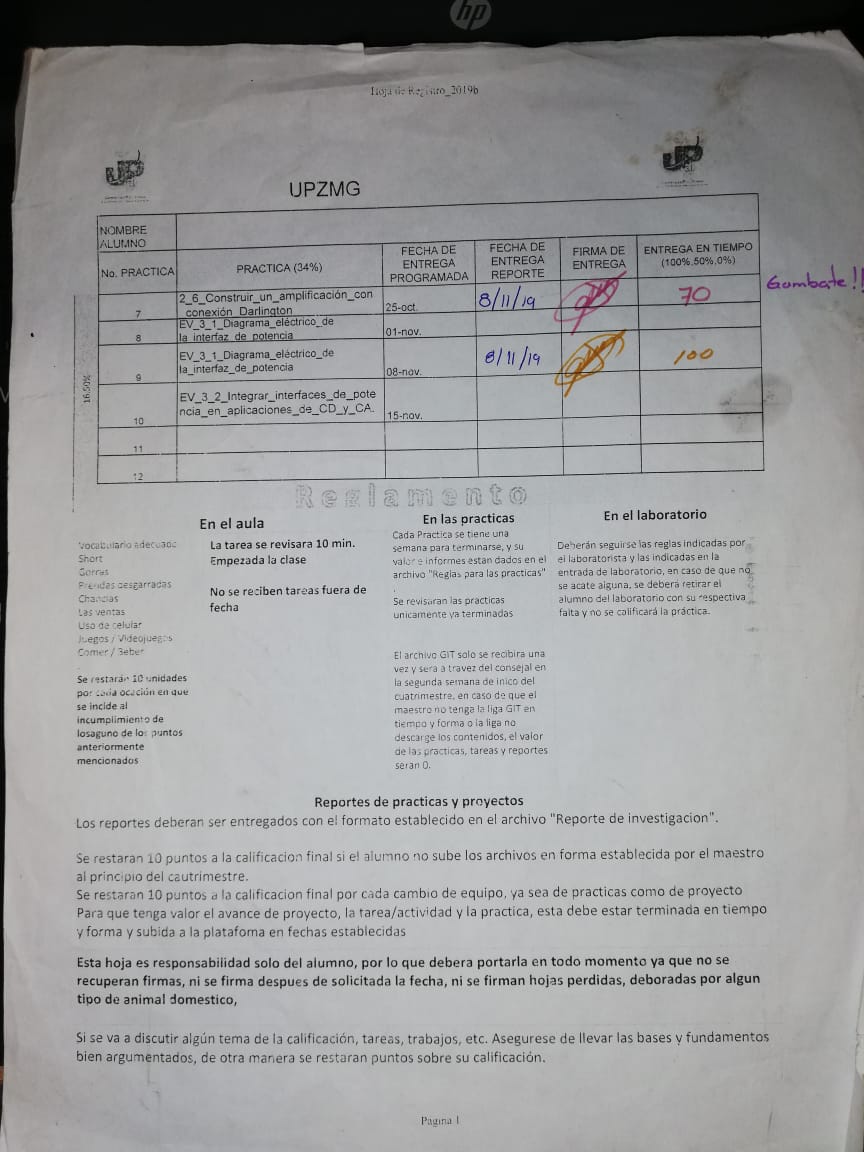 hp
Hoja de Registro_2019b
UP
UP
UPZMG
NOMBRE
ALUMNO
No. PRACTICA
PRACTICA (34%)
FECHA DE
ENTREGA
PROGRAMADA
FECHA DE
ENTREGA
REPORTE
FIRMA DE
ENTREGA
ENTREGA EN TIEMPO
(100%,50%,0%)
16.50%
7
2_6_Construir_un_amplificación_con
_conexión_Darlington
25-oct.
8/11/19
70
Gambate!!
8
EV_3_1_Diagrama_eléctrico_de
la_interfaz_de_potencia
01-nov.
9
EV_3_1_Diagrama_eléctrico_de
la_interfaz_de_potencia
08-nov.
8/11/19
100
10
EV_3_2_Integrar_interfaces_de_pote
ncia_en_aplicaciones_de_CD_y_CA.
15-nov.
11
12
Reglamento
En el aula
Vocabulario adecuado
Short
Gorras
Prendas desgarradas
Chanclas
Las ventas
Uso de celular
Juegos / Videojuegos
Comer / Beber
Se restarán 10 unidades
por cada ocación en que
se incide al
incumplimiento de
losaguno de los puntos
anteriormente
mencionados
La tarea se revisara 10 min.
Empezada la clase
No se reciben tareas fuera de
fecha
En las practicas
Cada Practica se tiene una
semana para terminarse, y su
valor e informes estan dados en el
archivo "Reglas para las practicas"
.
Se revisaran las practicas
unicamente ya terminadas
El archivo GIT solo se recibira una
vez y sera a travez del consejal en
la segunda semana de inico del
cuatrimestre, en caso de que el
maestro no tenga la liga GIT en
tiempo y forma o la liga no
descarge los contenidos, el valor
de las practicas, tareas y reportes
seran 0.
En el laboratorio
Deberán seguirse las reglas indicadas por
el laboratorista y las indicadas en la
entrada de laboratorio, en caso de que no
se acate alguna, se deberá retirar el
alumno del laboratorio con su respectiva
falta y no se calificará la práctica.
Reportes de practicas y proyectos
Los reportes deberan ser entregados con el formato establecido en el archivo "Reporte de investigacion".
Se restaran 10 puntos a la calificacion final si el alumno no sube los archivos en forma establecida por el maestro
al principio del cautrimestre.
Se restaran 10 puntos a la calificacion final por cada cambio de equipo, ya sea de practicas como de proyecto
Para que tenga valor el avance de proyecto, la tarea/actividad y la practica, esta debe estar terminada en tiempo
y forma y subida a la platafoma en fechas establecidas
Esta hoja es responsabilidad solo del alumno, por lo que debera portarla en todo momento ya que no se
recuperan firmas, ni se firma despues de solicitada la fecha, ni se firman hojas perdidas, deboradas por algun
tipo de animal domestico,
Si se va a discutir algún tema de la calificación, tareas, trabajos, etc. Asegurese de llevar las bases y fundamentos
bien argumentados, de otra manera se restaran puntos sobre su calificación.
Pagina 1